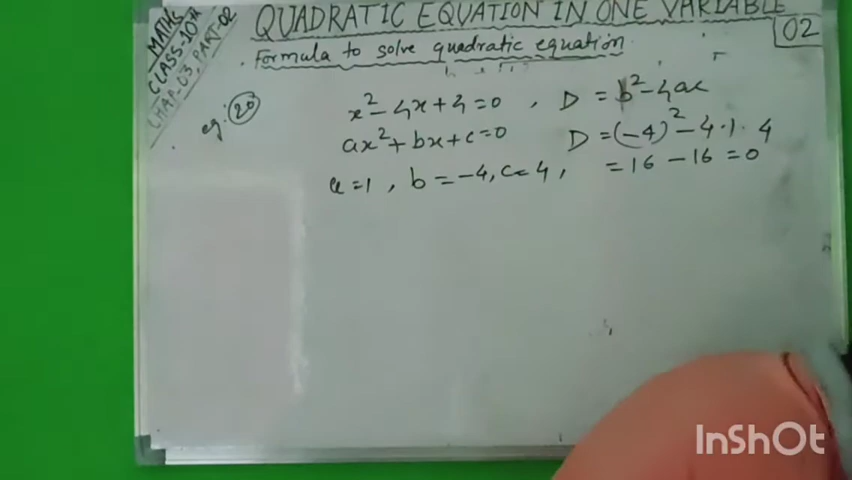 MATHS
CLASS-10th
CHAP-03, PART-02
QUADRATIC EQUATION IN ONE VARIABLE
02
Formula to solve quadratic equation.
eg: 20
x² - 4x + 4 = 0 , D = b² - 4ac
ax² + bx + c = 0 D = (-4)² - 4·1·4
a = 1 , b = -4, c = 4, = 16 - 16 = 0
InShOt